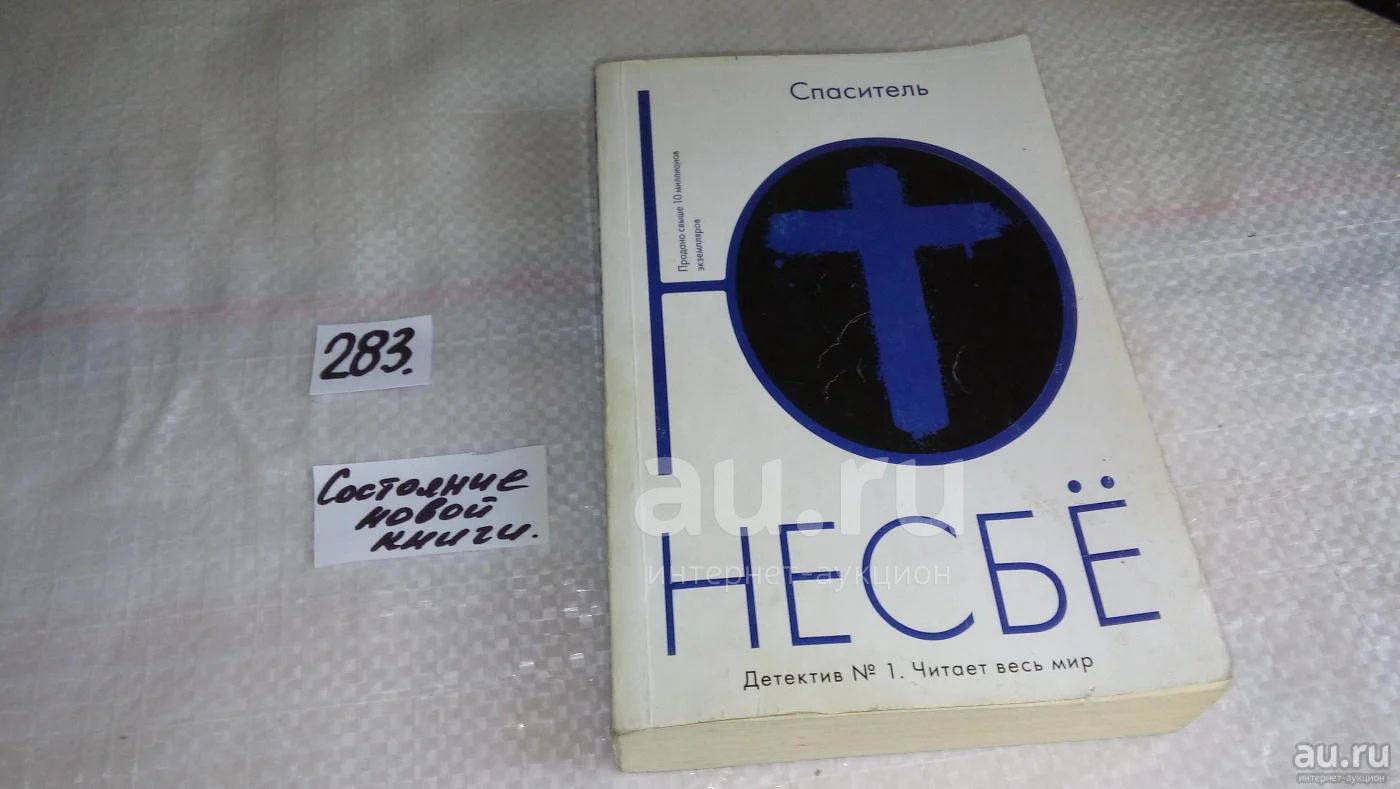 Спаситель
Продано свыше 10 миллионов
экземпляров
Ю
НЕСБЁ
Детектив № 1. Читает весь мир
283.
Состояние
новой
книги.
au.ru
интернет-аукцион
au.ru
интернет-аукцион